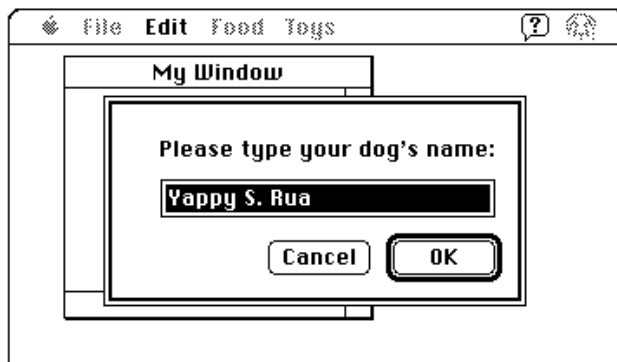 File Edit Food Toys ?
My Window
Please type your dog's name:
Yappy S. Rua
Cancel OK